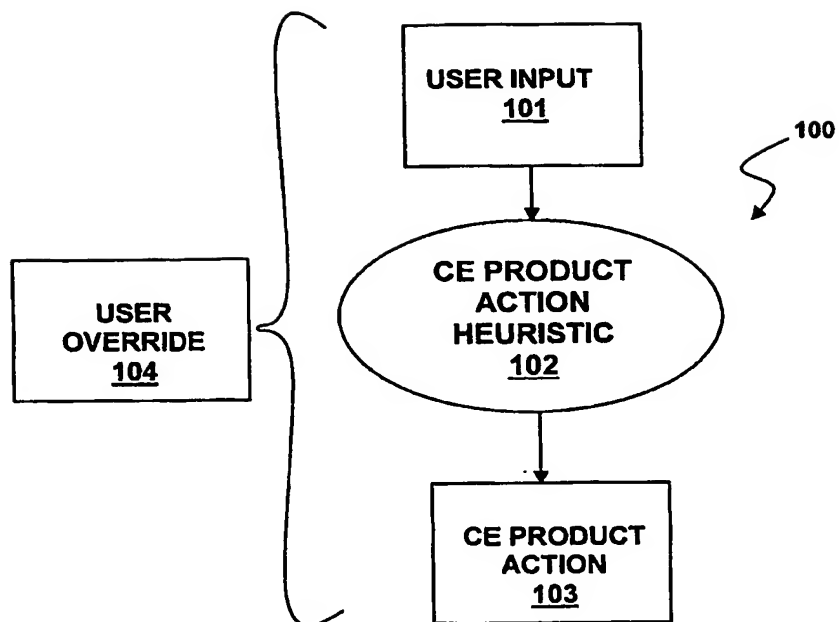 USER INPUT
101
100
CE PRODUCT
ACTION
HEURISTIC
102
USER
OVERRIDE
104
CE PRODUCT
ACTION
103